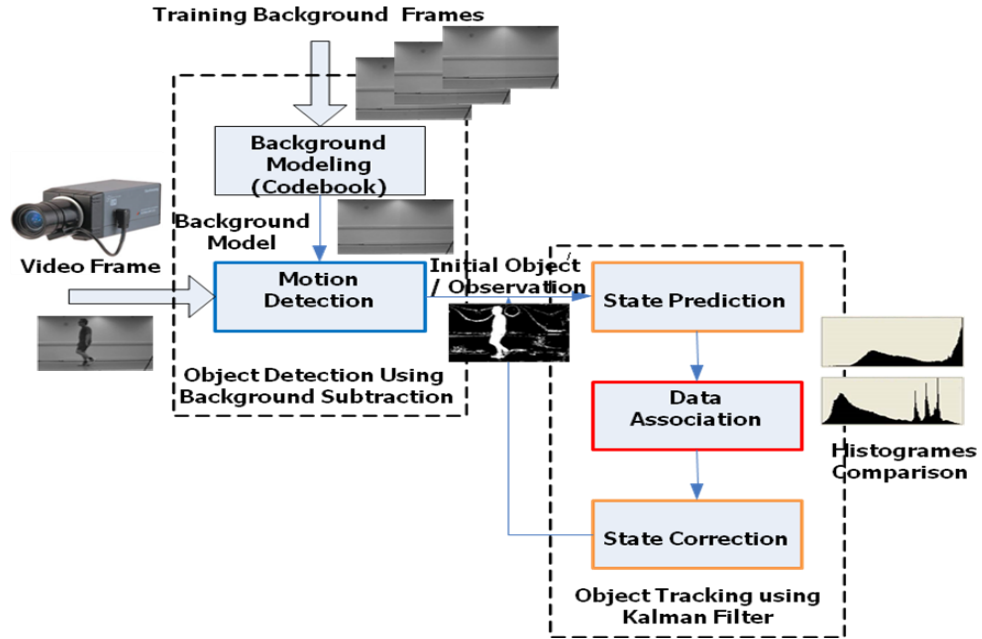 Training Background Frames
Background
Modeling
(Codebook)
Background
Model
Video Frame
Motion
Detection
Initial Object
/ Observation
State Prediction
Object Detection Using
Background Subtraction
Data
Association
Histogrames
Comparison
State Correction
Object Tracking using
Kalman Filter